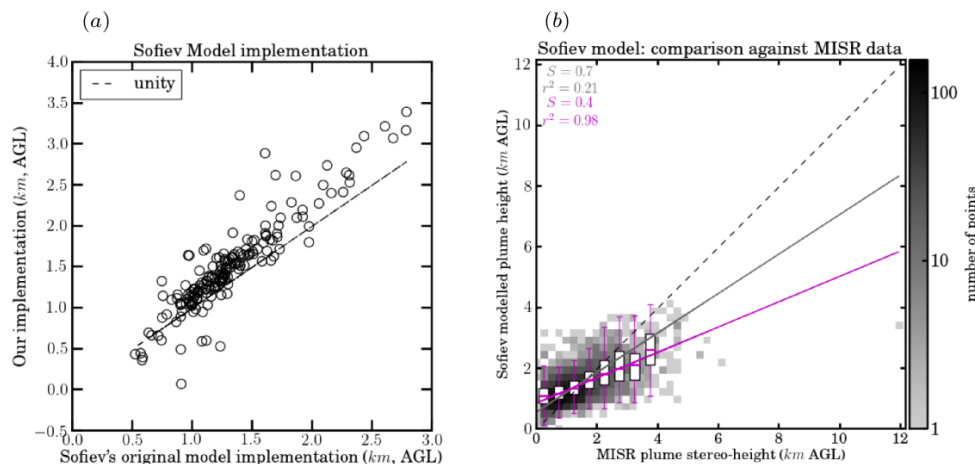 (a)
Sofiev Model implementation
unity
Our implementation (km, AGL)
4.0
3.5
3.0
2.5
2.0
1.5
1.0
0.5
0.0
−0.5
0.0
0.5
1.0
1.5
2.0
2.5
3.0
Sofiev's original model implementation (km, AGL)
(b)
Sofiev model: comparison against MISR data
S = 0.7
r² = 0.21
S = 0.4
r² = 0.98
Sofiev modelled plume height (km AGL)
12
10
8
6
4
2
0
0
2
4
6
8
10
12
MISR plume stereo-height (km AGL)
100
10
1
number of points